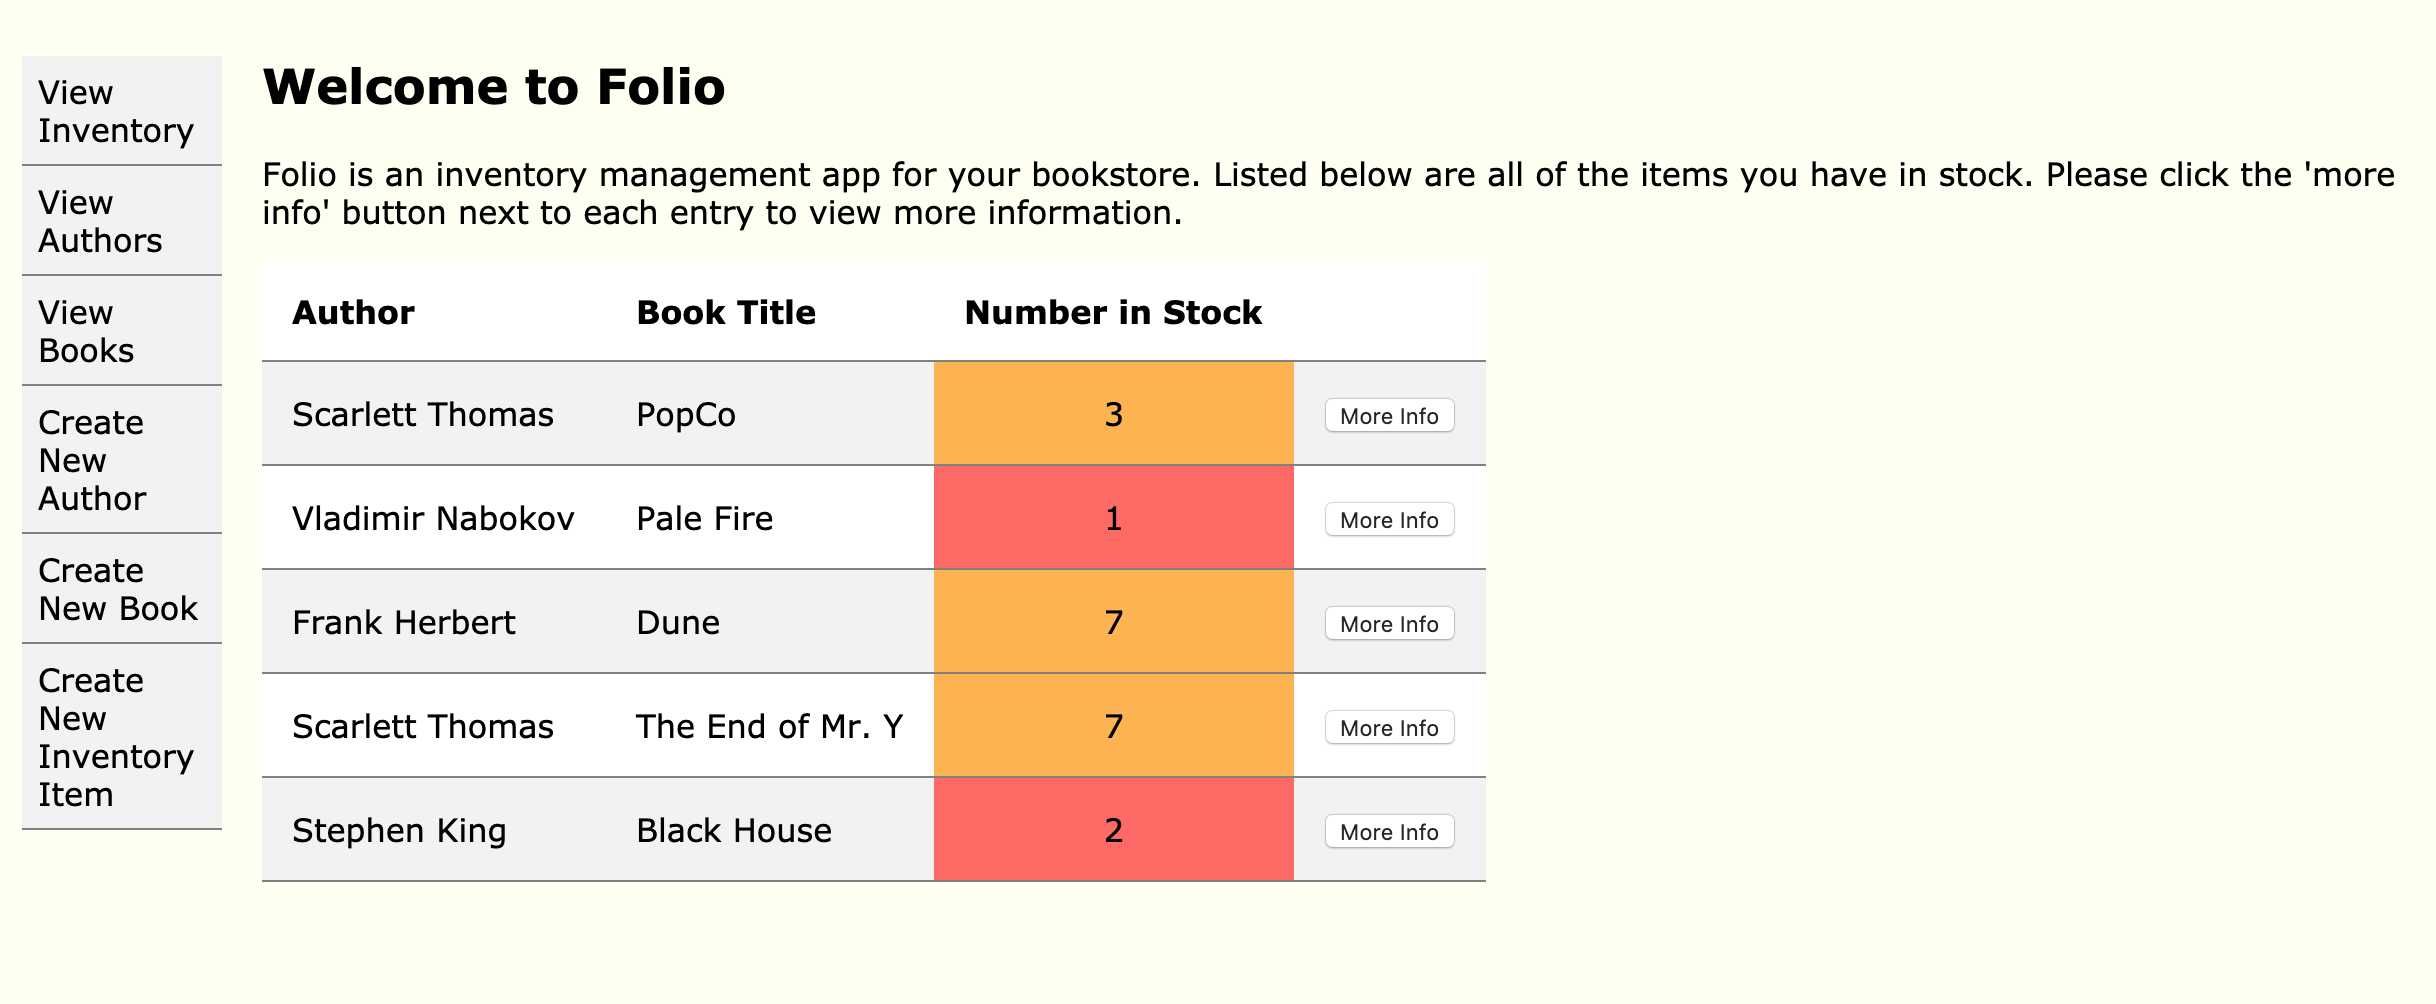 View
Inventory
View
Authors
View
Books
Create
New
Author
Create
New Book
Create
New
Inventory
Item
Welcome to Folio
Folio is an inventory management app for your bookstore. Listed below are all of the items you have in stock. Please click the 'more
info' button next to each entry to view more information.
Author Book Title Number in Stock
Scarlett Thomas PopCo 3 More Info
Vladimir Nabokov Pale Fire 1 More Info
Frank Herbert Dune 7 More Info
Scarlett Thomas The End of Mr. Y 7 More Info
Stephen King Black House 2 More Info